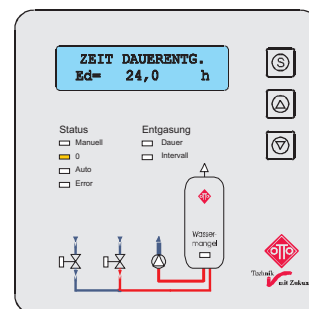 ZEIT DAUERENTG.
Ed= 24,0 h
S
Status
Entgasung
Manuell
Dauer
0
Intervall
Auto
Error
OTTO
Wasser-
mangel
OTTO
Technik
mit Zukunft